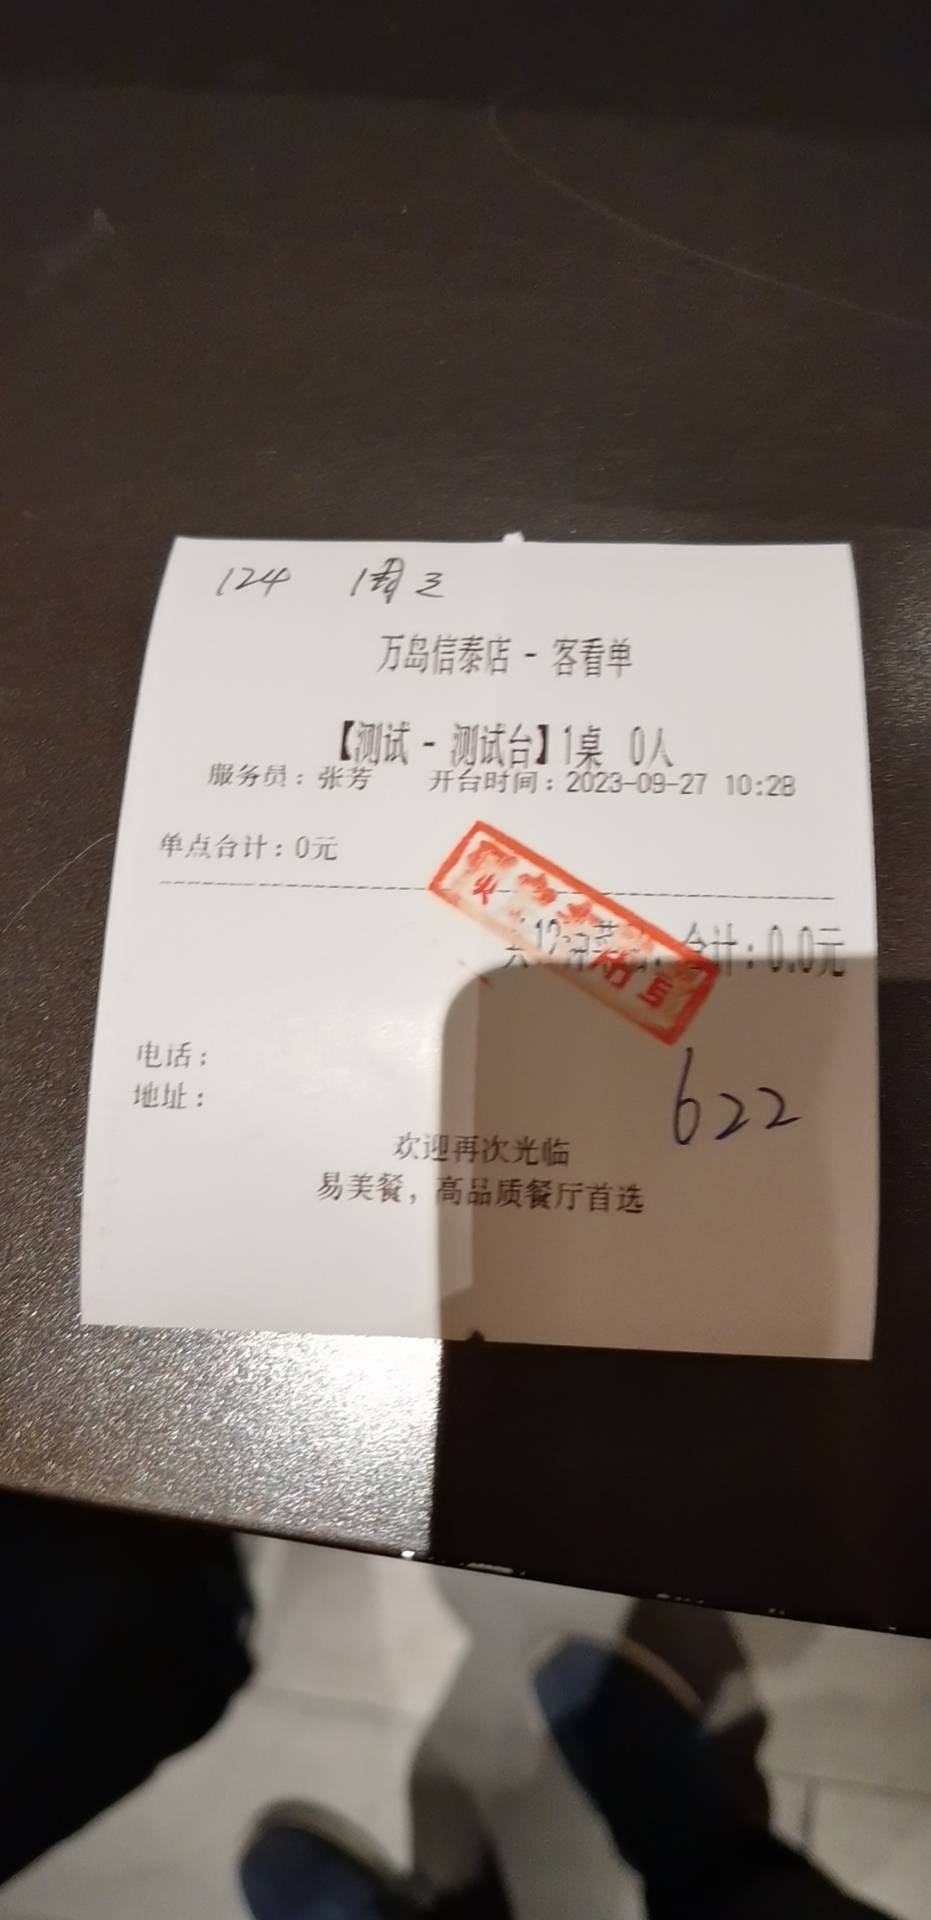 124 周三
万岛信泰店 - 客看单
【测试 - 测试台】1桌 0人
服务员：张芳 开台时间：2023-09-27 10:28
单点合计：0元
合计：0.0元
电话：
地址：
622
欢迎再次光临
易美餐，高品质餐厅首选